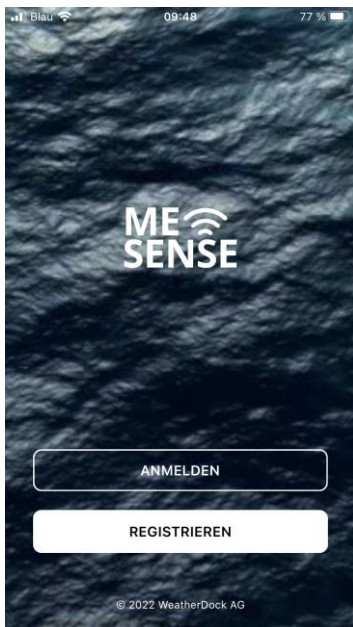 Blau 09:48 77 %
ME
SENSE
ANMELDEN
REGISTRIEREN
© 2022 WeatherDock AG